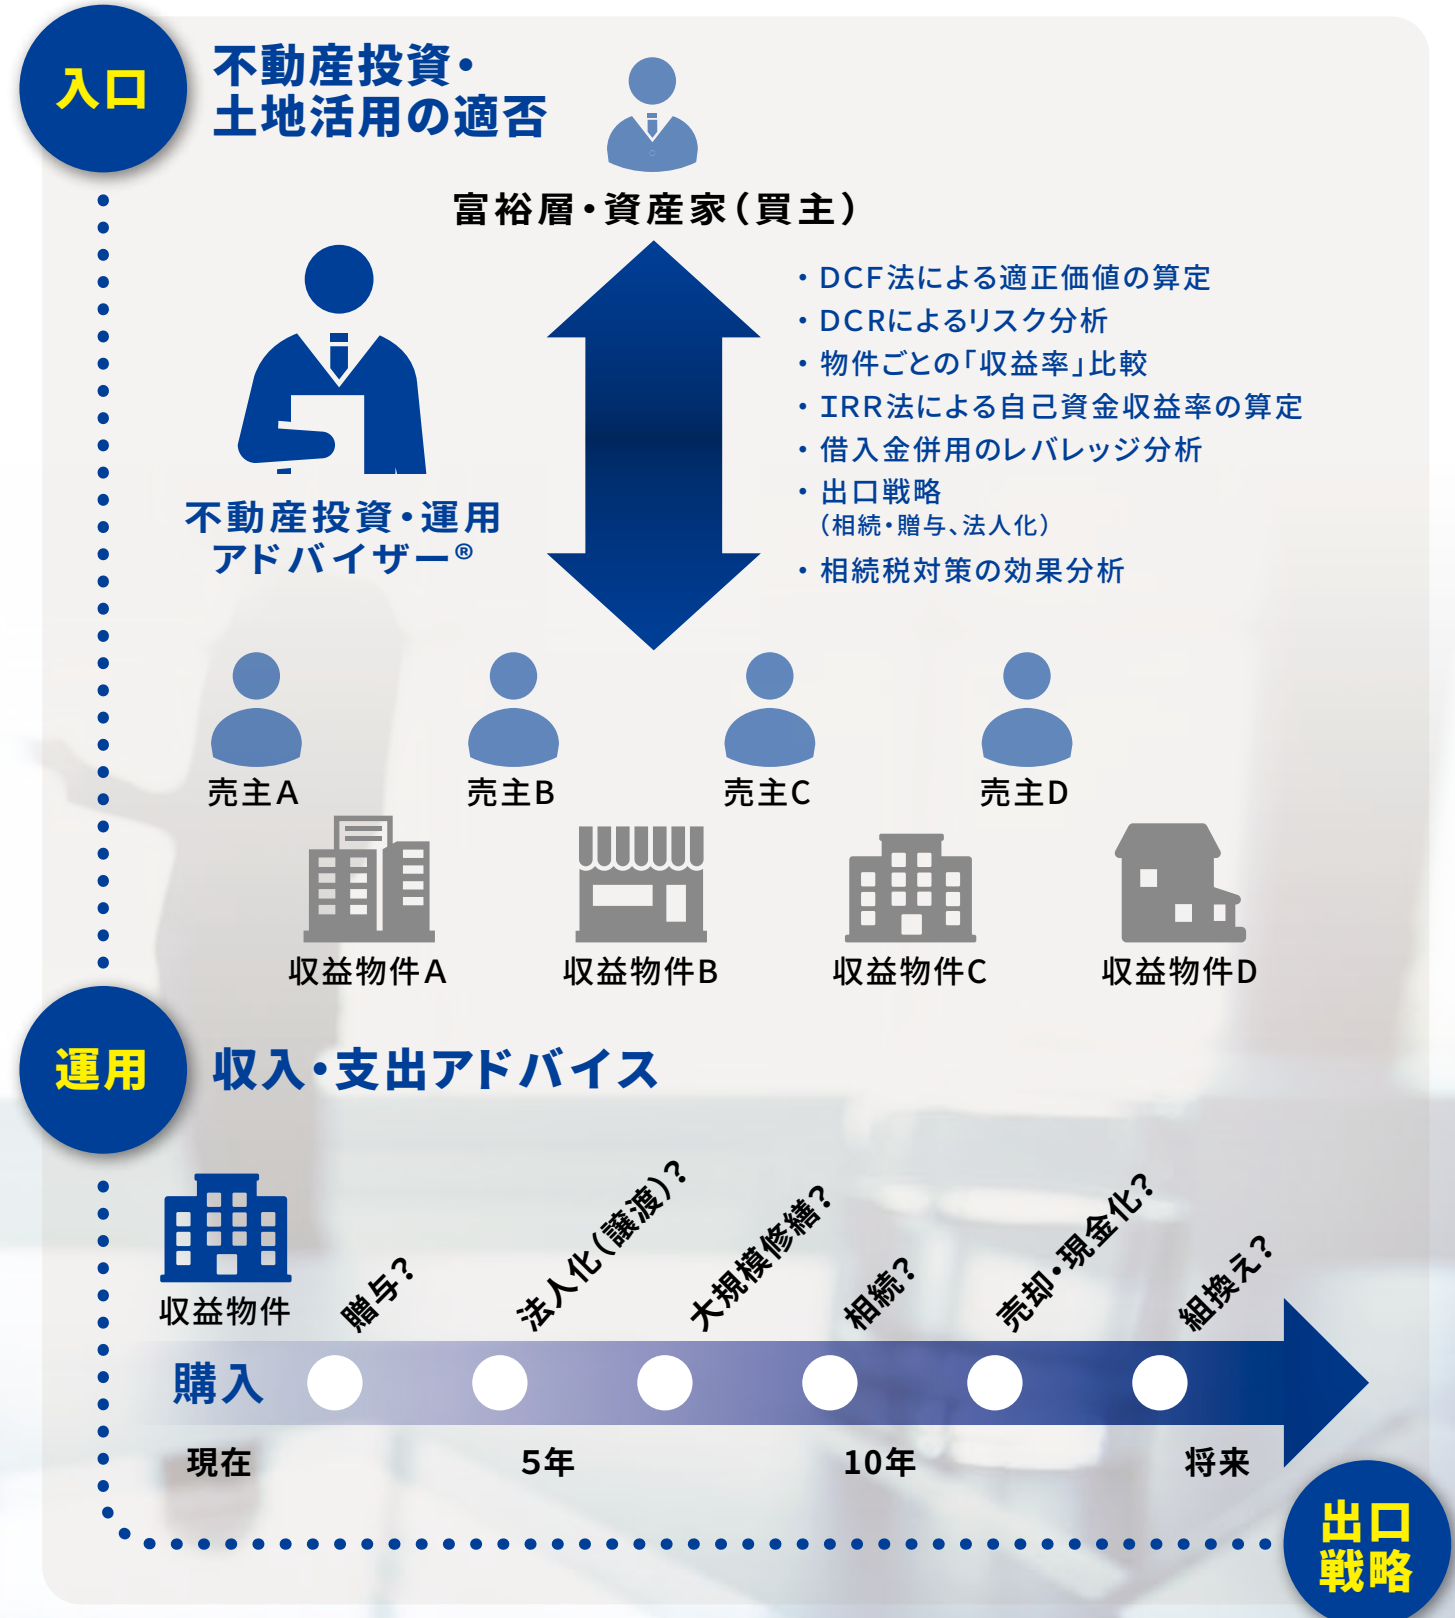 入口
不動産投資・
土地活用の適否
富裕層・資産家（買主）
不動産投資・運用
アドバイザー®
・DCF法による適正価値の算定
・DCRによるリスク分析
・物件ごとの「収益率」比較
・IRR法による自己資金収益率の算定
・借入金併用のレバレッジ分析
・出口戦略
（相続・贈与、法人化）
・相続税対策の効果分析
売主A
売主B
売主C
売主D
収益物件A
収益物件B
収益物件C
収益物件D
運用
収入・支出アドバイス
収益物件
贈与?
法人化（譲渡）?
大規模修繕?
相続?
売却・現金化?
組換え?
購入
現在
5年
10年
将来
出口
戦略